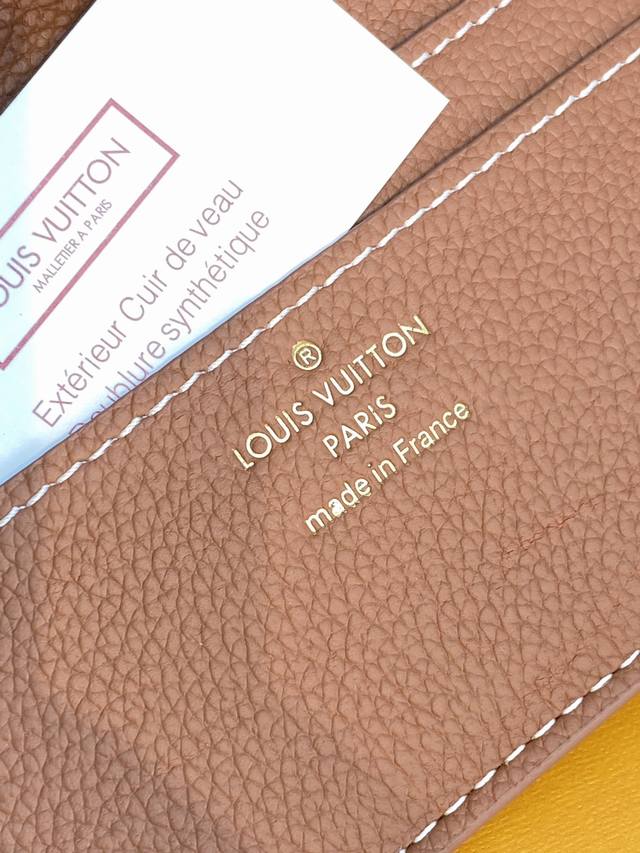 OUIS VUITTON
MALLETIER A PARIS
Extérieur Cuir de veau
Doublure synthétique
®
LOUIS VUITTON
PARIS
made in France